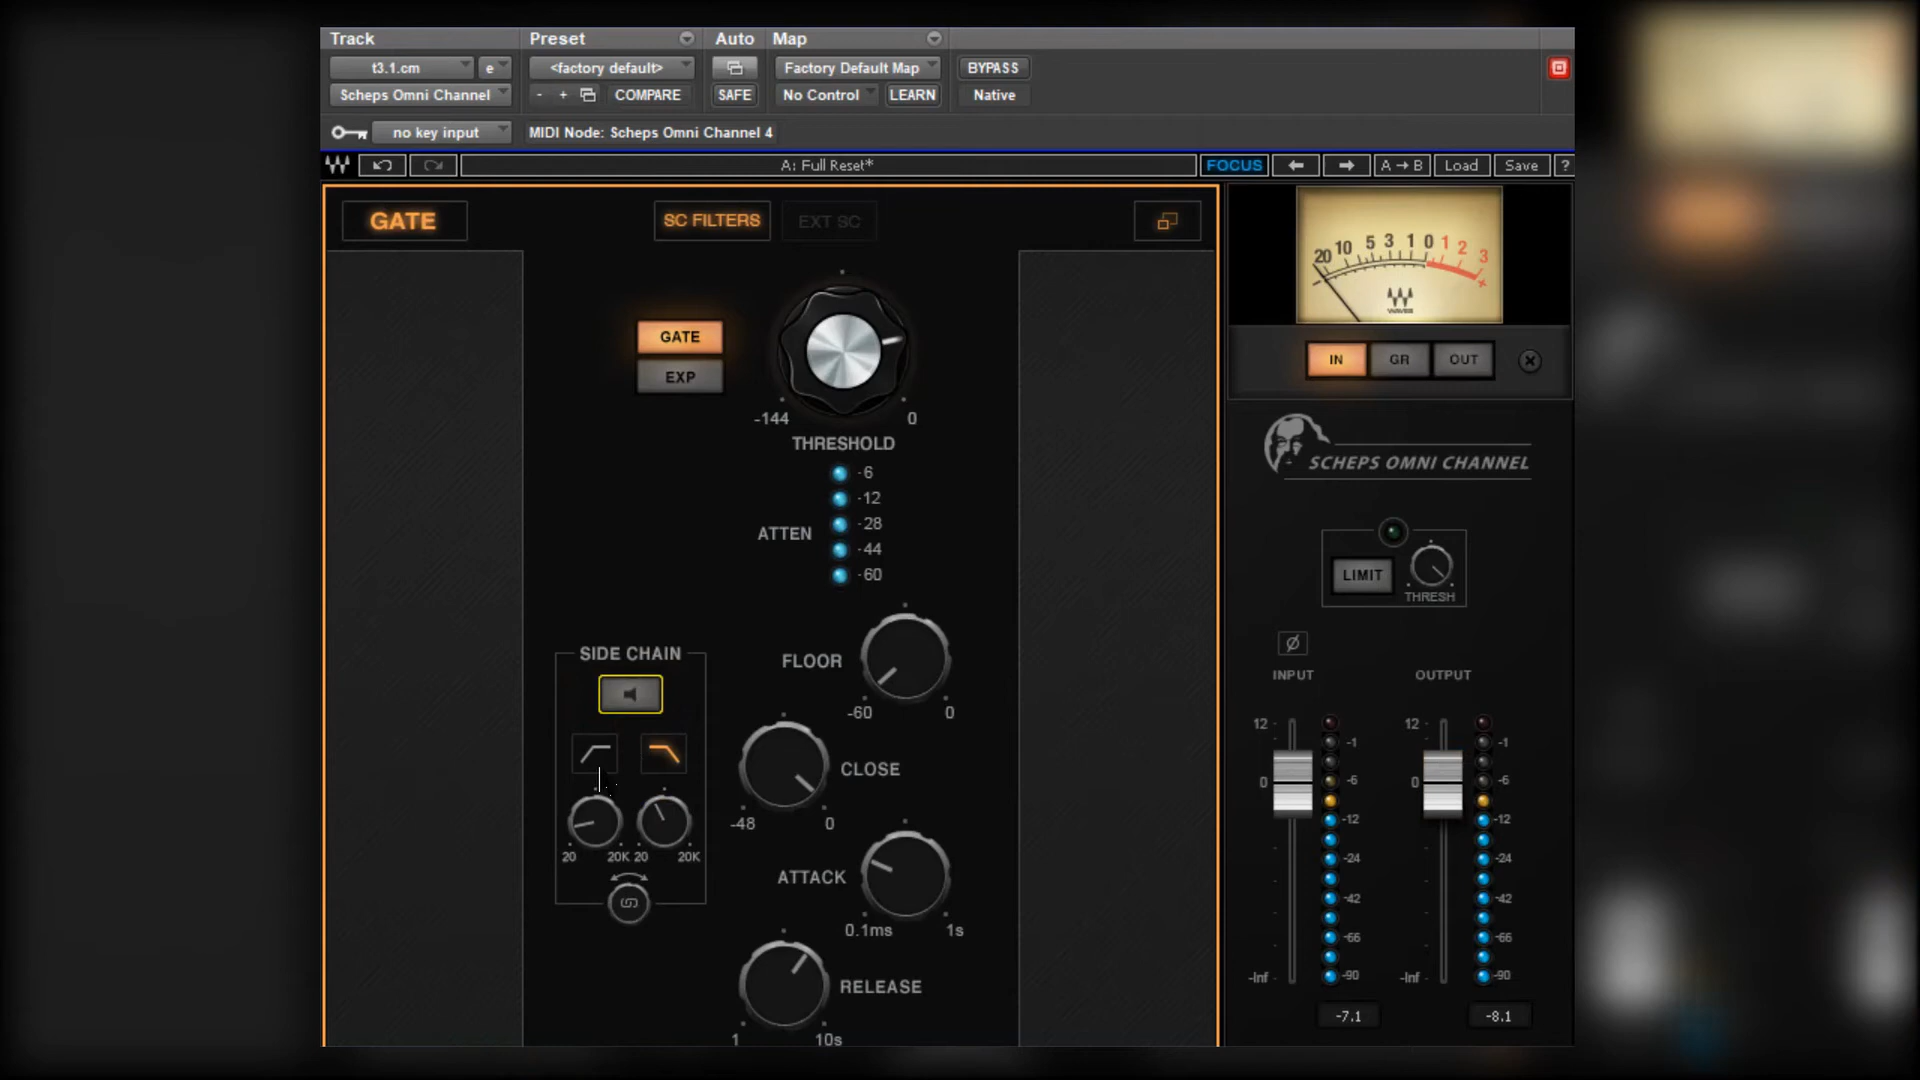 Track
Preset
Auto
Map
t3.1.cm
e
<factory default>
Factory Default Map
BYPASS
Scheps Omni Channel
- +
COMPARE
SAFE
No Control
LEARN
Native
no key input
MIDI Node: Scheps Omni Channel 4
A: Full Reset*
FOCUS
A → B
Load
Save
?
GATE
SC FILTERS
EXT SC
20 10 5 3 1 0 1 2 3
WAVES
GATE
EXP
IN
GR
OUT
-144
0
THRESHOLD
SCHEPS OMNI CHANNEL
-6
-12
-28
-44
-60
ATTEN
LIMIT
THRESH
SIDE CHAIN
FLOOR
-60
0
Ø
INPUT
OUTPUT
12
0
-Inf
-1
-6
-12
-24
-42
-66
-90
12
0
-Inf
-1
-6
-12
-24
-42
-66
-90
CLOSE
-48
0
20 20K 20 20K
ATTACK
0.1ms
1s
RELEASE
1
10s
-7.1
-8.1